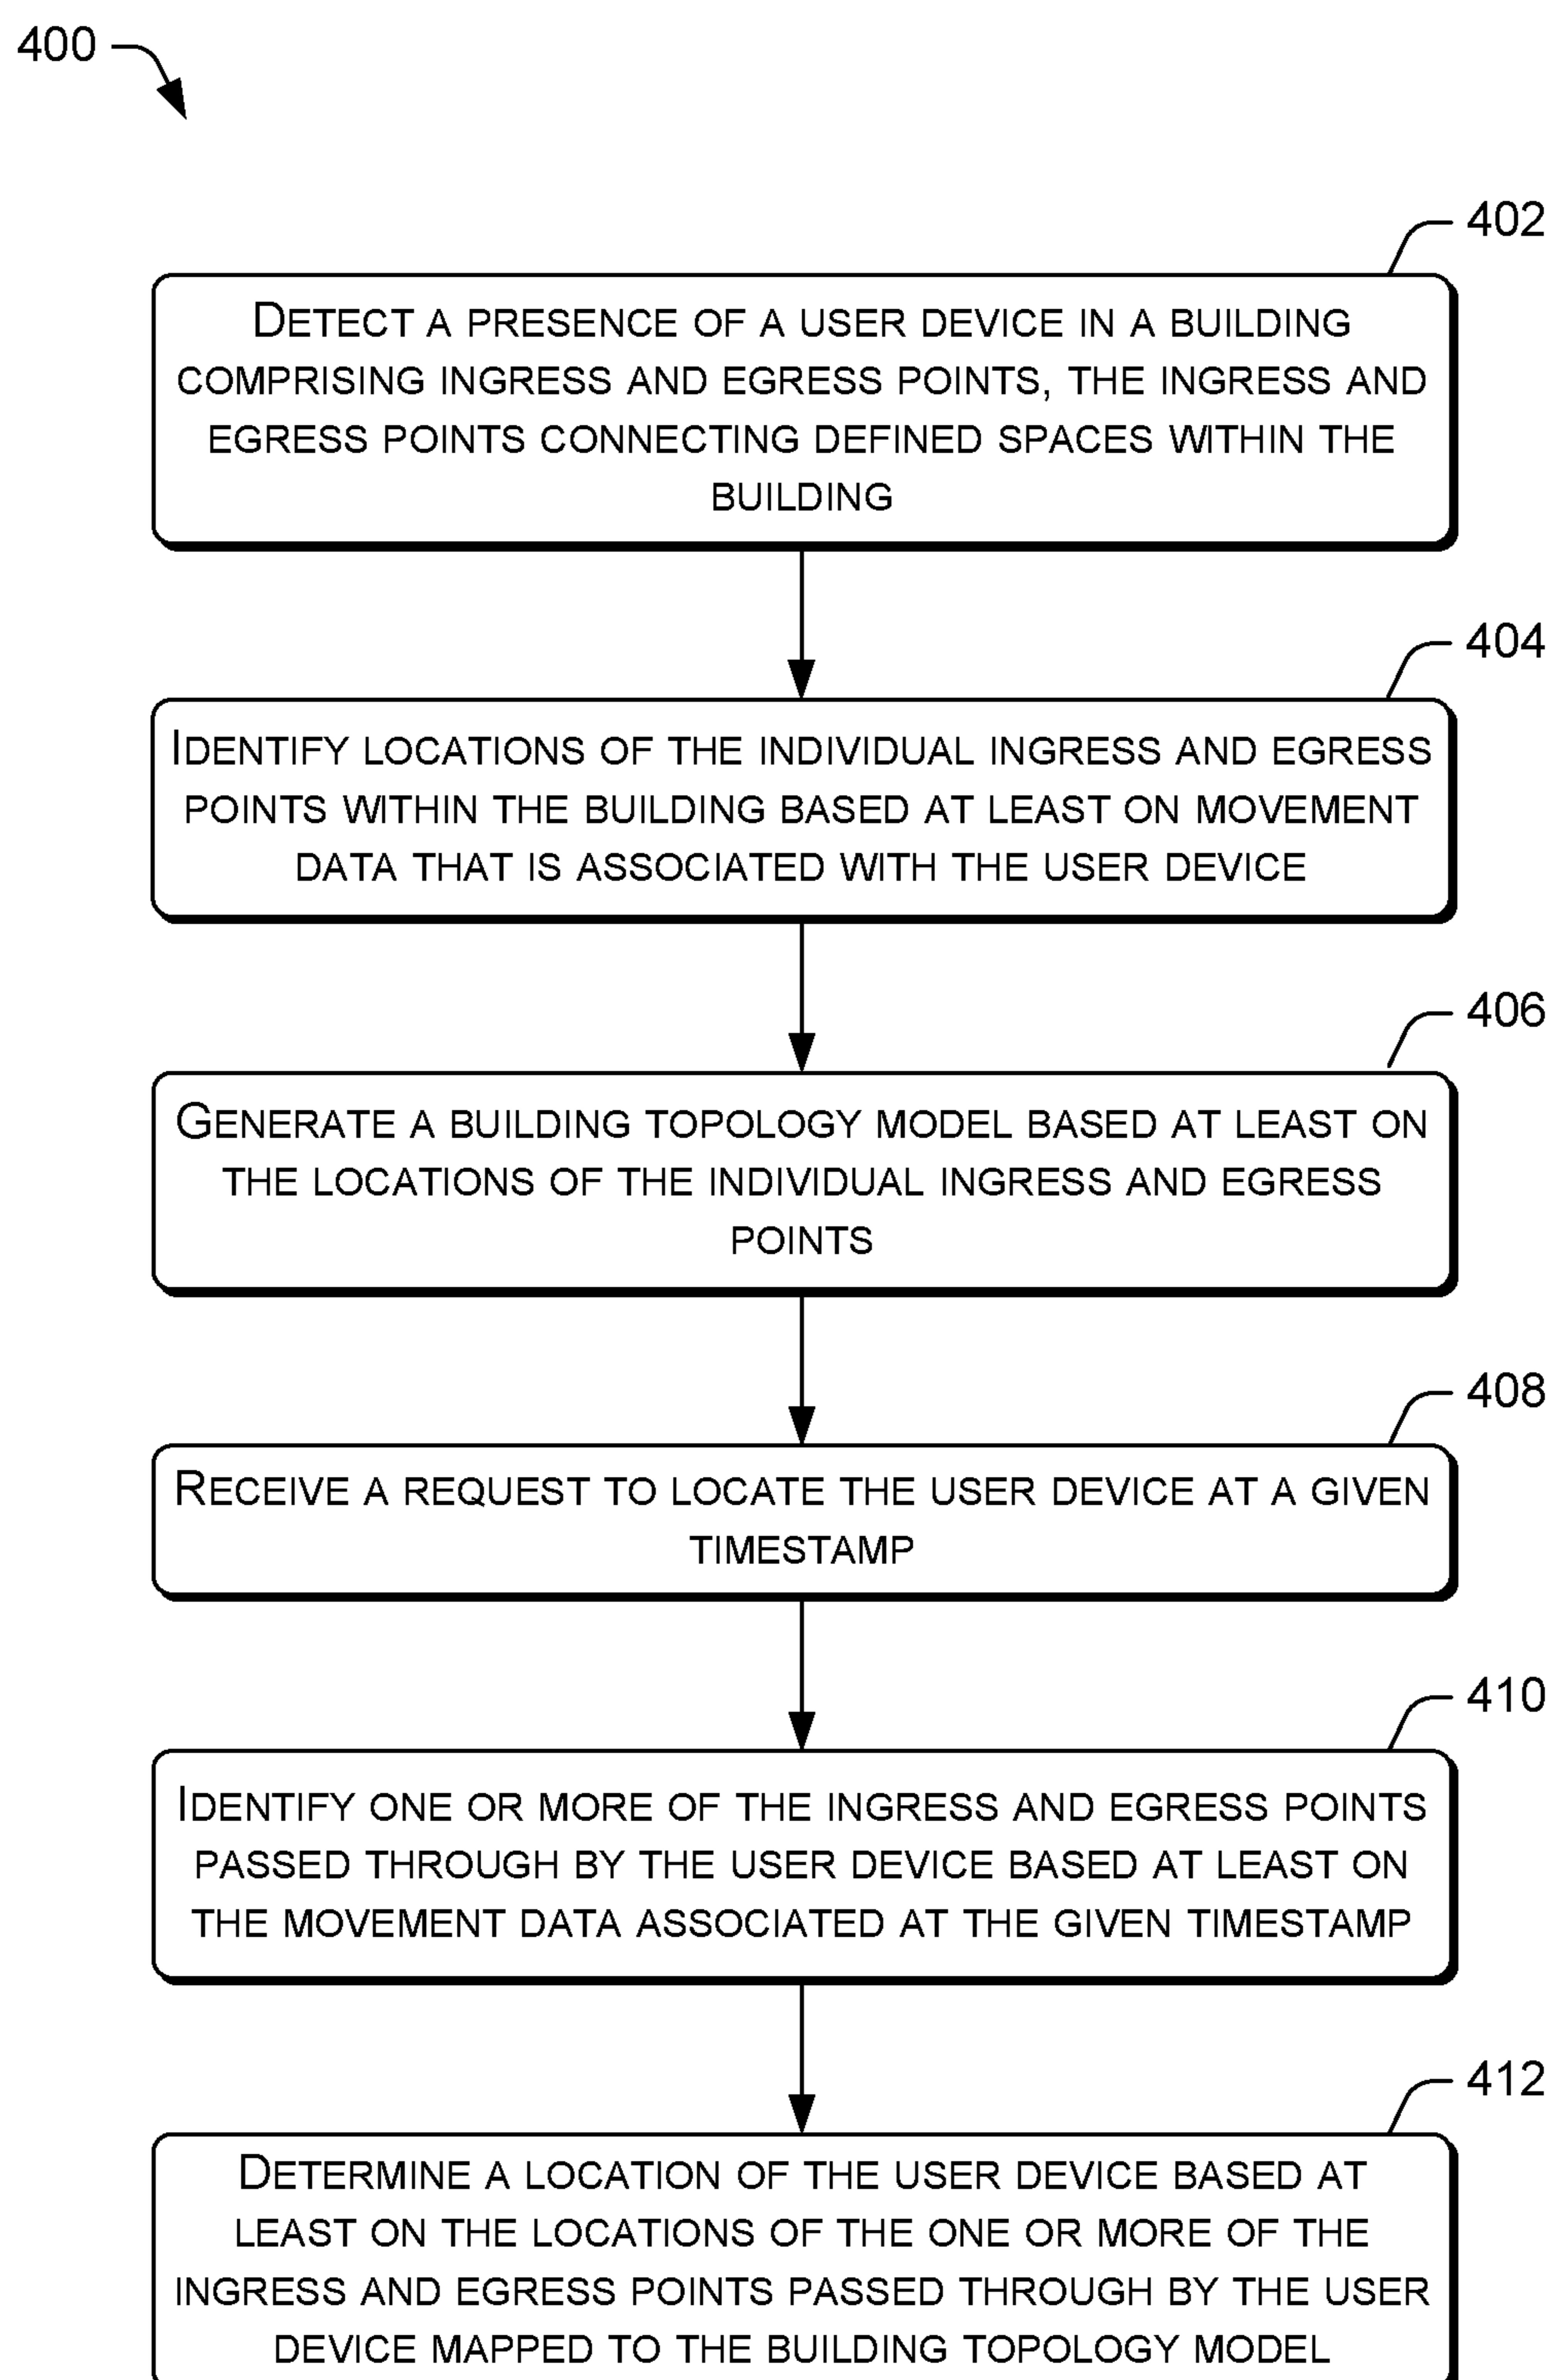 400
402
DETECT A PRESENCE OF A USER DEVICE IN A BUILDING
COMPRISING INGRESS AND EGRESS POINTS, THE INGRESS AND
EGRESS POINTS CONNECTING DEFINED SPACES WITHIN THE
BUILDING
404
IDENTIFY LOCATIONS OF THE INDIVIDUAL INGRESS AND EGRESS
POINTS WITHIN THE BUILDING BASED AT LEAST ON MOVEMENT
DATA THAT IS ASSOCIATED WITH THE USER DEVICE
406
GENERATE A BUILDING TOPOLOGY MODEL BASED AT LEAST ON
THE LOCATIONS OF THE INDIVIDUAL INGRESS AND EGRESS
POINTS
408
RECEIVE A REQUEST TO LOCATE THE USER DEVICE AT A GIVEN
TIMESTAMP
410
IDENTIFY ONE OR MORE OF THE INGRESS AND EGRESS POINTS
PASSED THROUGH BY THE USER DEVICE BASED AT LEAST ON
THE MOVEMENT DATA ASSOCIATED AT THE GIVEN TIMESTAMP
412
DETERMINE A LOCATION OF THE USER DEVICE BASED AT
LEAST ON THE LOCATIONS OF THE ONE OR MORE OF THE
INGRESS AND EGRESS POINTS PASSED THROUGH BY THE USER
DEVICE MAPPED TO THE BUILDING TOPOLOGY MODEL